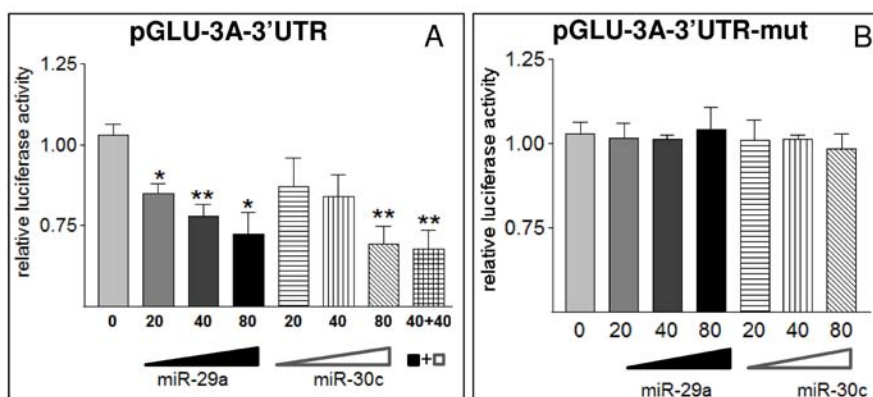 pGLU-3A-3'UTR A
relative luciferase activity
1.25
1.00
0.75
* ** * ** **
0 20 40 80 20 40 80 40+40
miR-29a miR-30c +
pGLU-3A-3'UTR-mut B
relative luciferase activity
1.25
1.00
0.75
0 20 40 80 20 40 80
miR-29a miR-30c